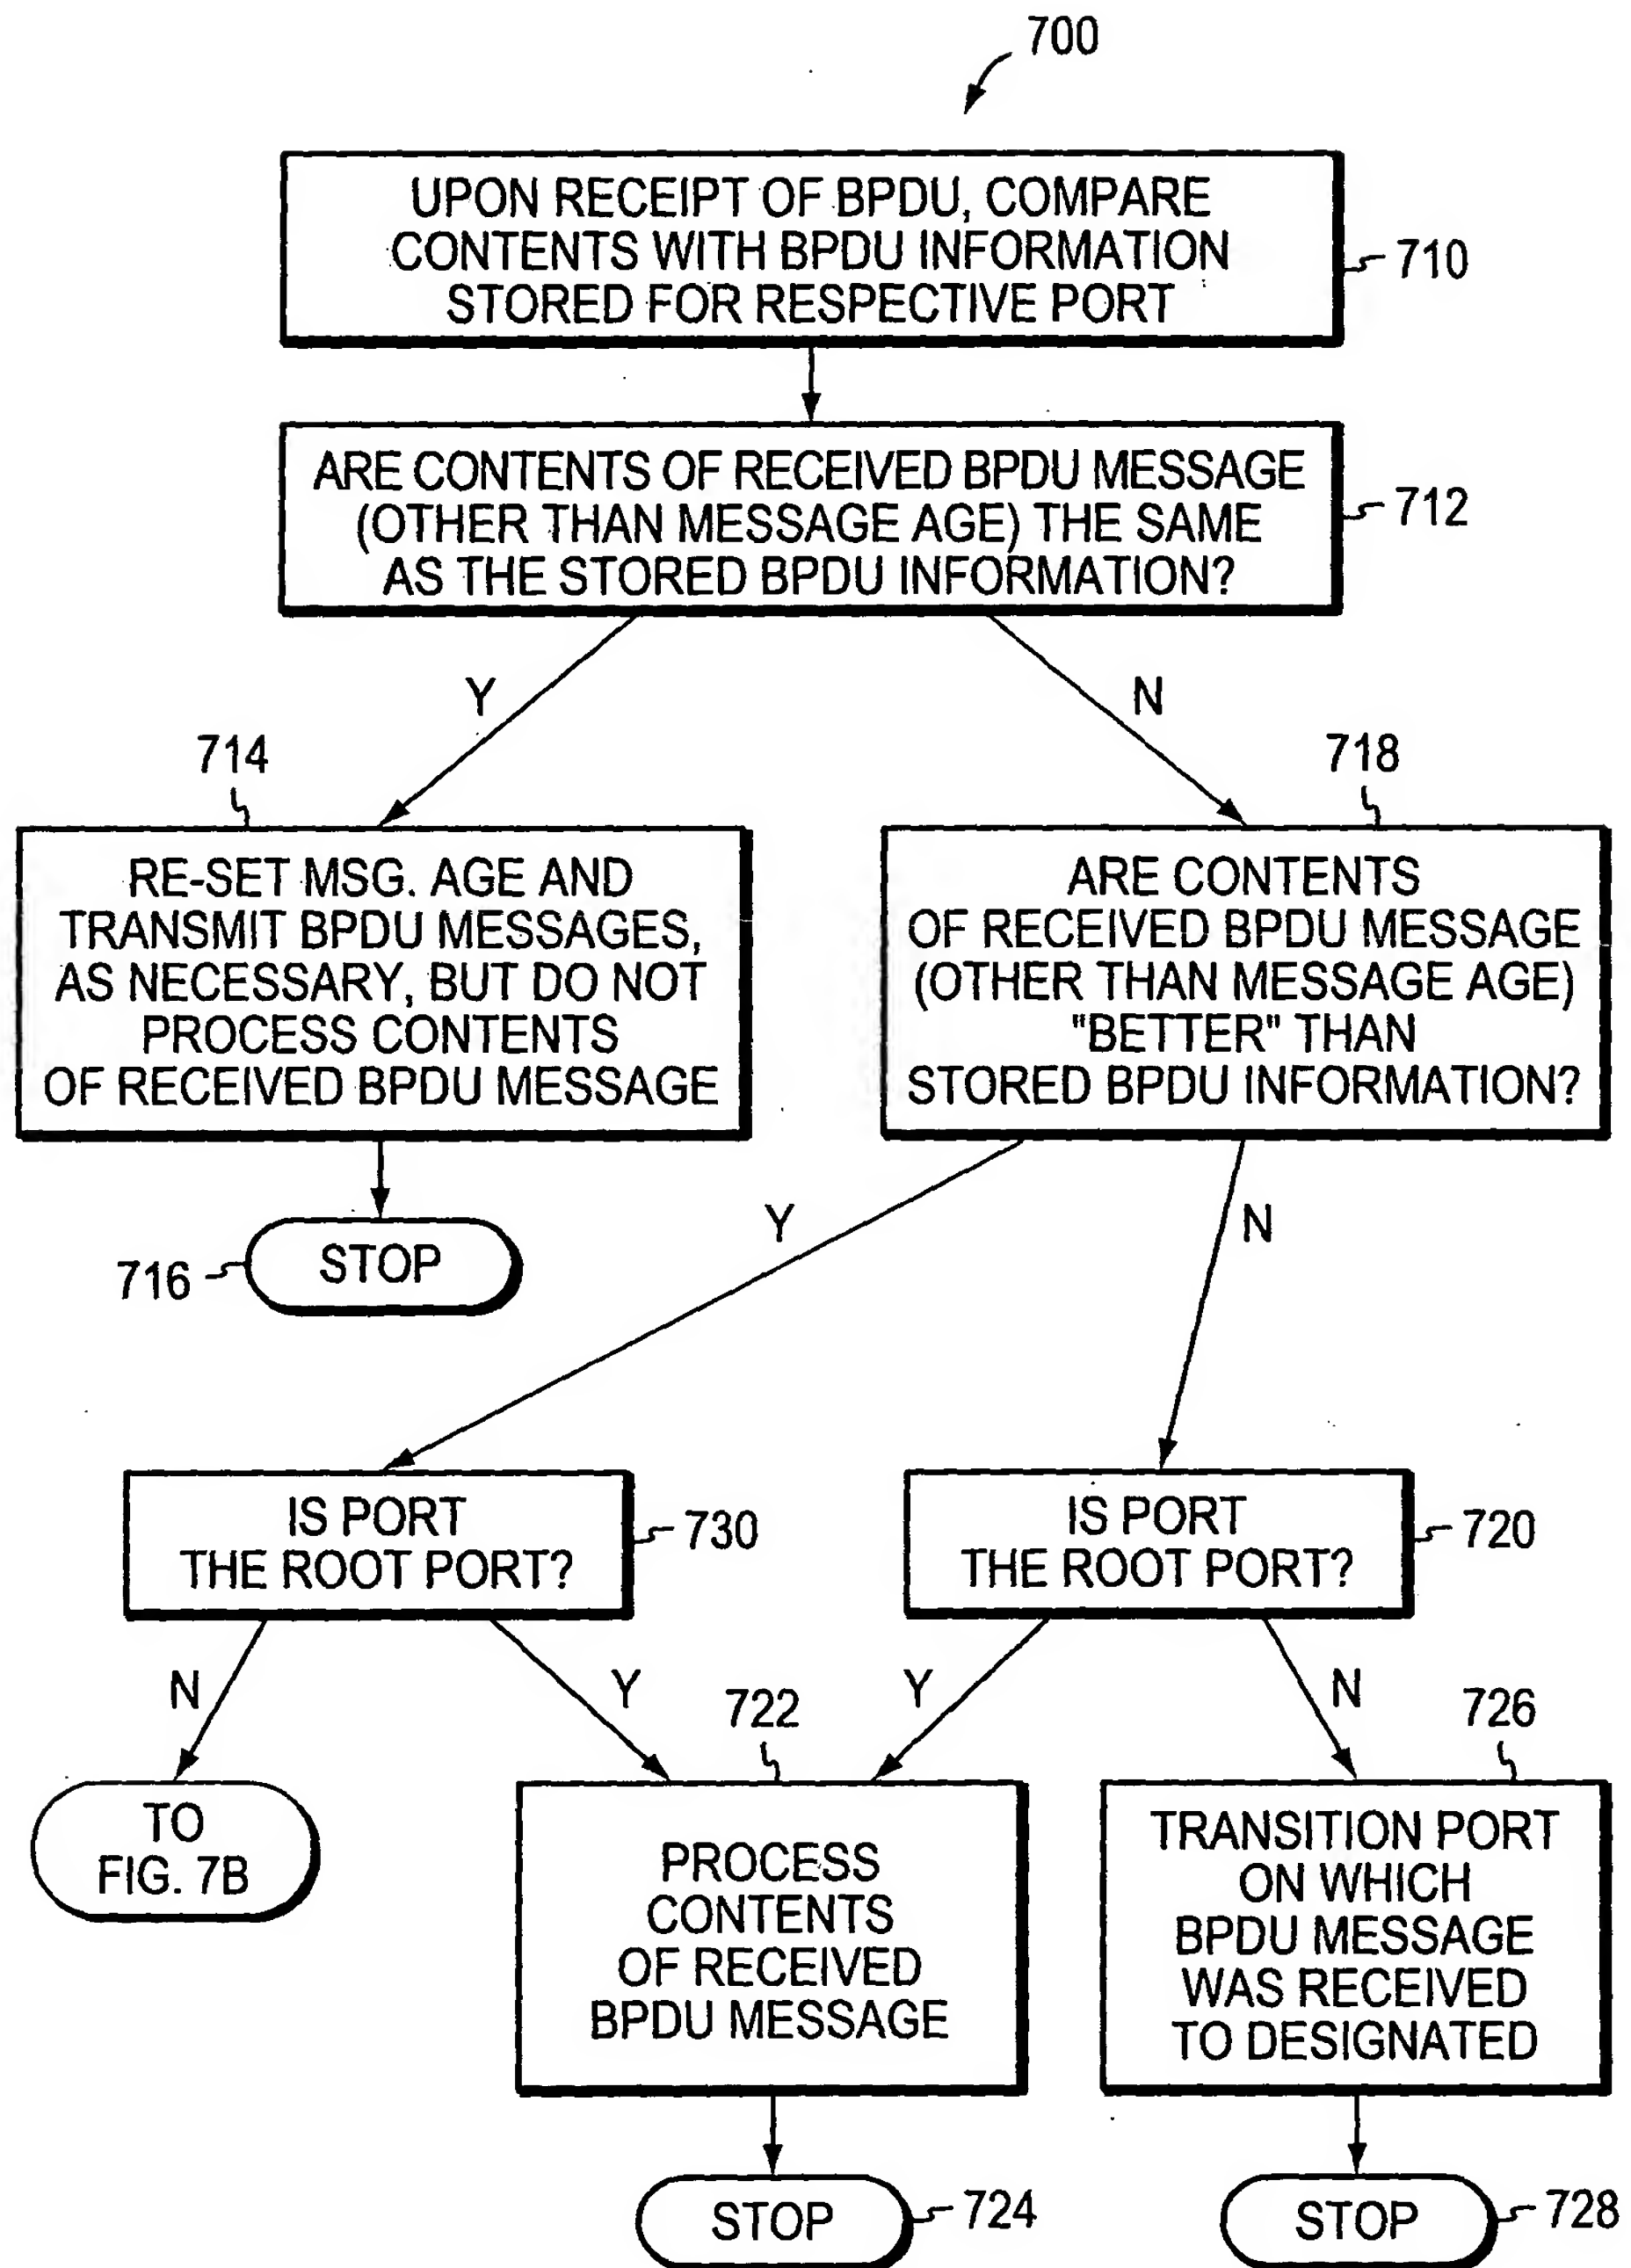 700
UPON RECEIPT OF BPDU, COMPARE
CONTENTS WITH BPDU INFORMATION
STORED FOR RESPECTIVE PORT
710
ARE CONTENTS OF RECEIVED BPDU MESSAGE
(OTHER THAN MESSAGE AGE) THE SAME
AS THE STORED BPDU INFORMATION?
712
Y
N
714
718
RE-SET MSG. AGE AND
TRANSMIT BPDU MESSAGES,
AS NECESSARY, BUT DO NOT
PROCESS CONTENTS
OF RECEIVED BPDU MESSAGE
ARE CONTENTS
OF RECEIVED BPDU MESSAGE
(OTHER THAN MESSAGE AGE)
"BETTER" THAN
STORED BPDU INFORMATION?
Y
N
716
STOP
IS PORT
THE ROOT PORT?
730
IS PORT
THE ROOT PORT?
720
N
Y
722
Y
N
726
TO
FIG. 7B
PROCESS
CONTENTS
OF RECEIVED
BPDU MESSAGE
TRANSITION PORT
ON WHICH
BPDU MESSAGE
WAS RECEIVED
TO DESIGNATED
STOP
724
STOP
728